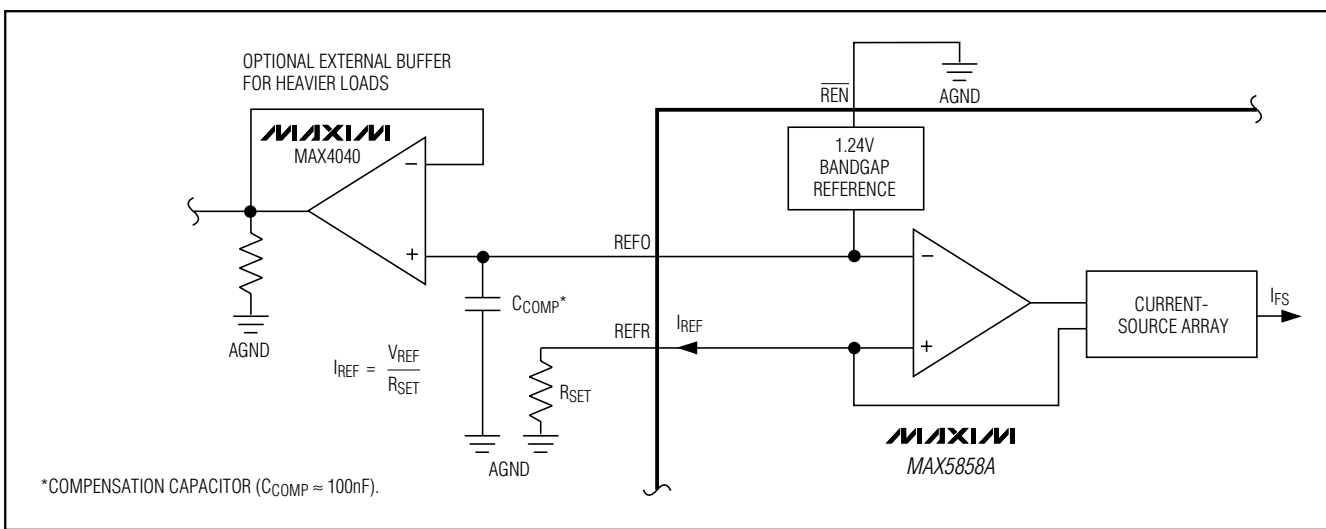 OPTIONAL EXTERNAL BUFFER
FOR HEAVIER LOADS
MAXIM
MAX4040
−
+
AGND
REN
AGND
1.24V
BANDGAP
REFERENCE
REFO
CCOMP*
REFR
IREF
IREF = VREF
RSET
RSET
AGND
−
+
CURRENT-
SOURCE ARRAY
IFS
MAXIM
MAX5858A
*COMPENSATION CAPACITOR (CCOMP ≈ 100nF).